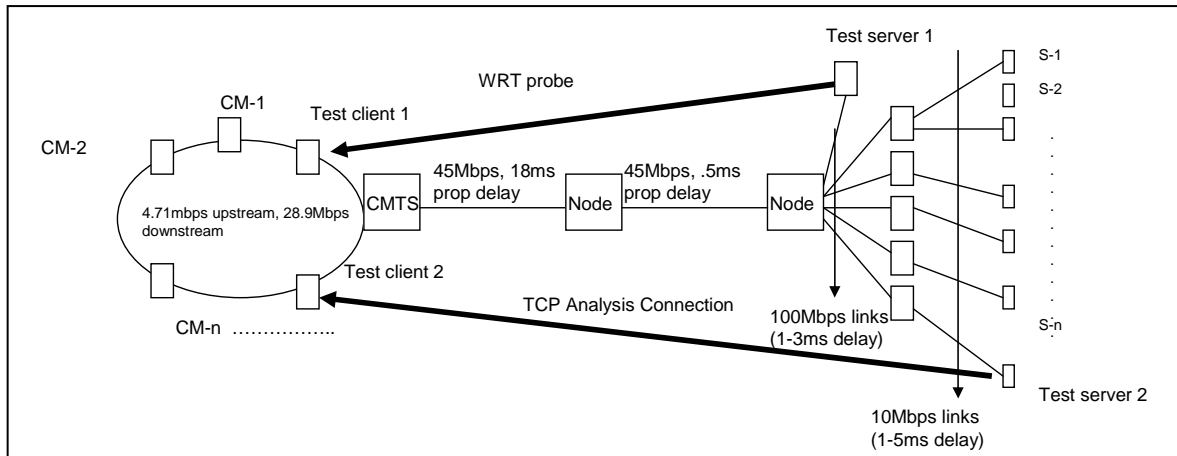 Test server 1
S-1
S-2
WRT probe
CM-1
Test client 1
CM-2
45Mbps, 18ms
prop delay
45Mbps, .5ms
prop delay
CMTS
Node
Node
4.71mbps upstream, 28.9Mbps
downstream
Test client 2
TCP Analysis Connection
CM-n ……………..
100Mbps links
(1-3ms delay)
S-n
Test server 2
10Mbps links
(1-5ms delay)